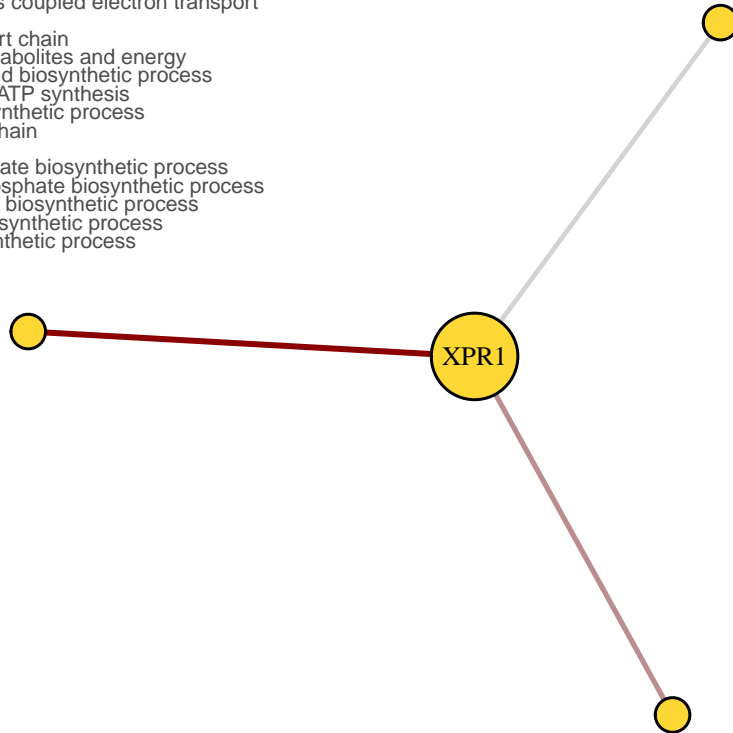 s coupled electron transport
rt chain
abolites and energy
d biosynthetic process
ATP synthesis
nthetic process
hain
ate biosynthetic process
osphate biosynthetic process
biosynthetic process
synthetic process
nthetic process
XPR1